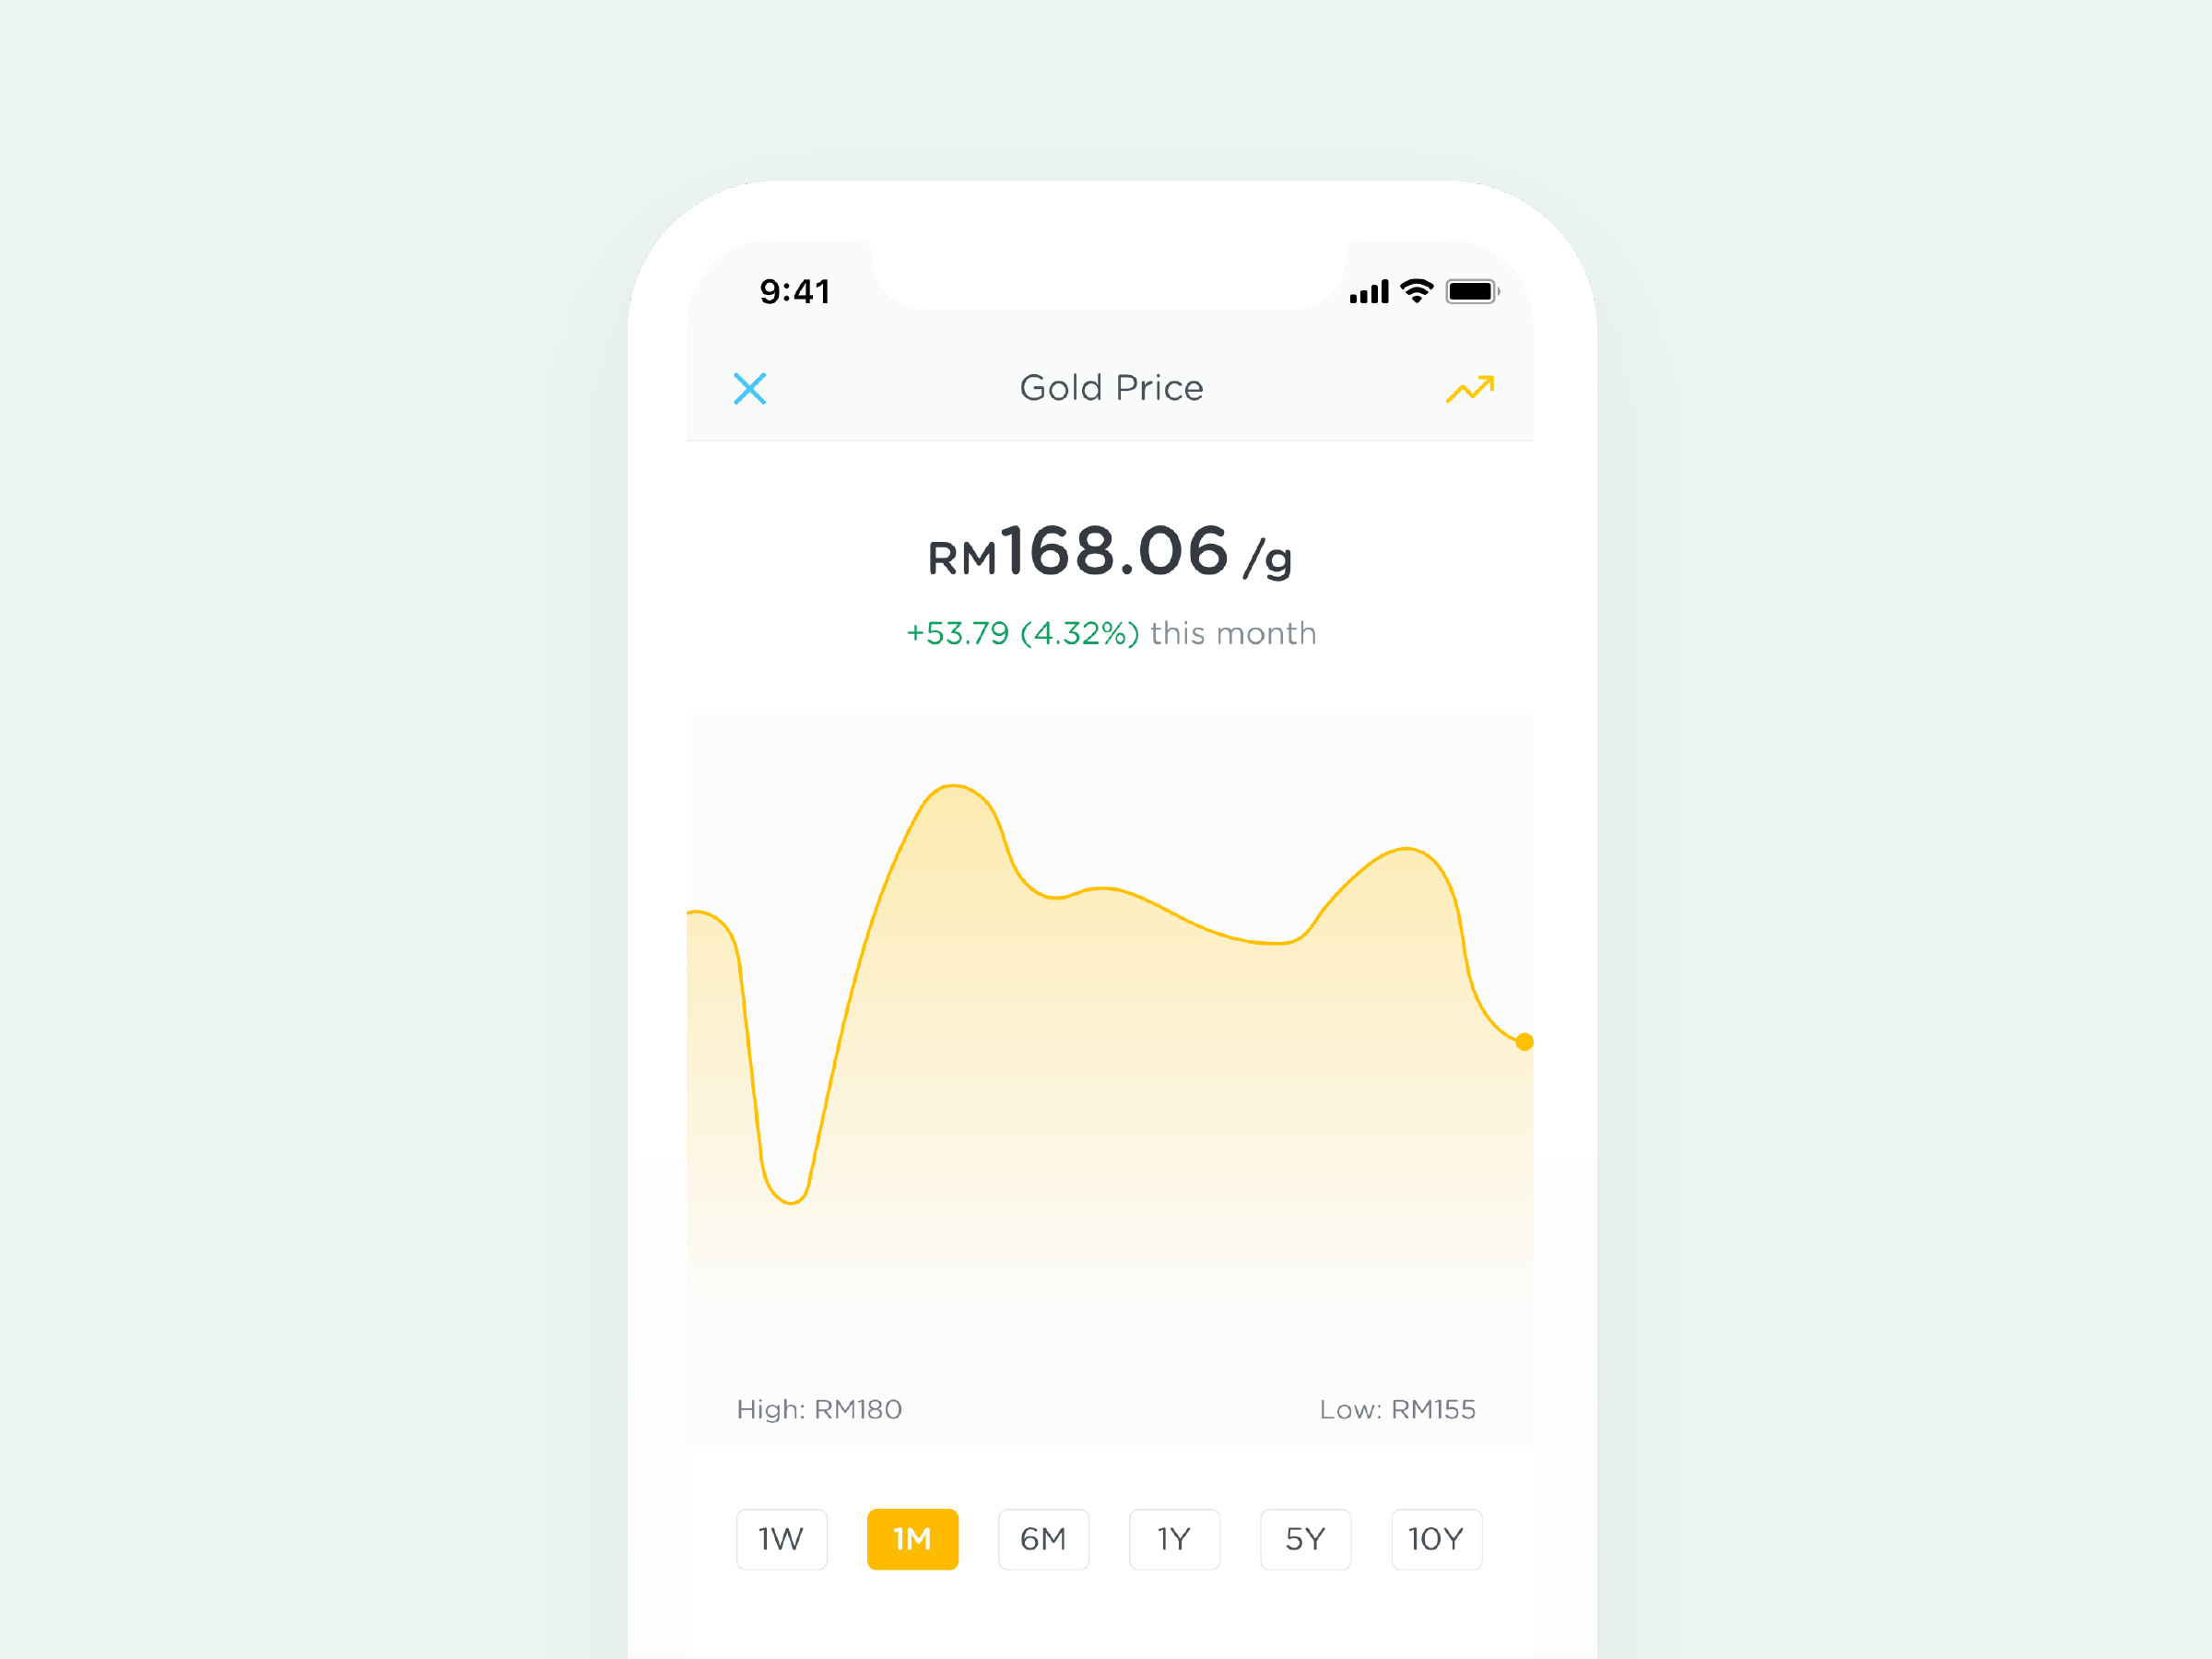 9:41
Gold Price
RM168.06 /g
+53.79 (4.32%) this month
High: RM180 Low: RM155
1W 1M 6M 1Y 5Y 10Y